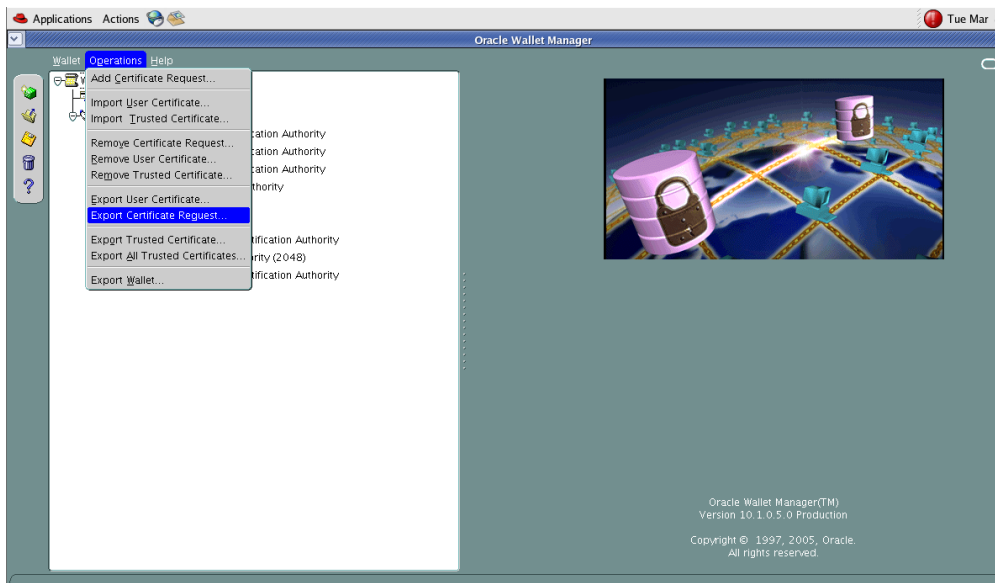 Applications Actions
Tue Mar
Oracle Wallet Manager
Wallet Operations Help
Add Certificate Request...
Import User Certificate...
Import Trusted Certificate...
Remove Certificate Request...
Remove User Certificate...
Remove Trusted Certificate...
Export User Certificate...
Export Certificate Request...
Export Trusted Certificate...
Export All Trusted Certificates...
Export Wallet...
cation Authority
cation Authority
cation Authority
thority
tification Authority
rity (2048)
tification Authority
Oracle Wallet Manager(TM)
Version 10.1.0.5.0 Production
Copyright © 1997, 2005, Oracle.
All rights reserved.